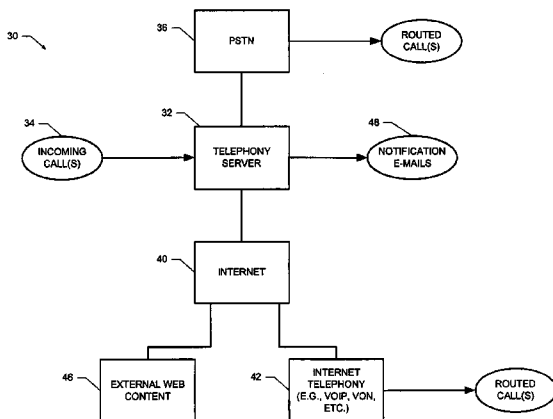 30
36
PSTN
ROUTED
CALL(S)
34
INCOMING
CALL(S)
32
TELEPHONY
SERVER
48
NOTIFICATION
E-MAILS
40
INTERNET
46
EXTERNAL WEB
CONTENT
42
INTERNET
TELEPHONY
(E.G., VOIP, VON,
ETC.)
ROUTED
CALL(S)